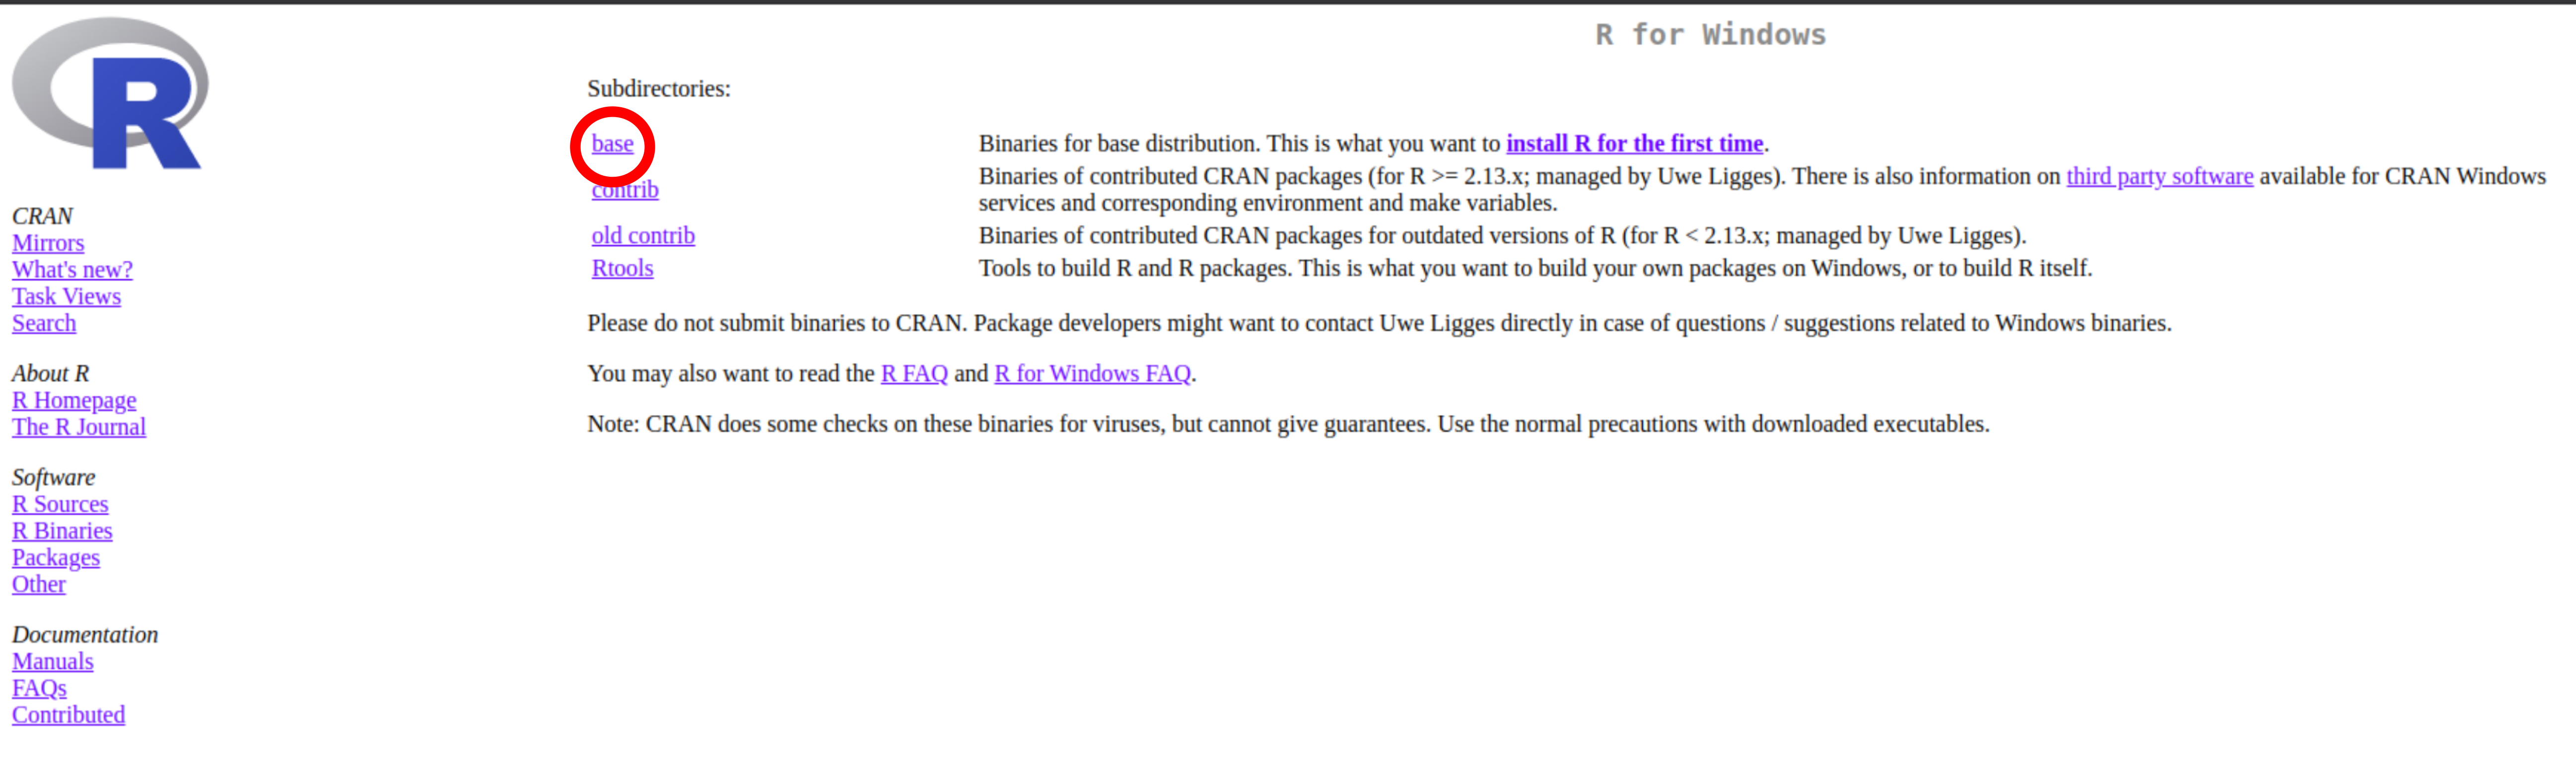 R
CRAN
Mirrors
What's new?
Task Views
Search
About R
R Homepage
The R Journal
Software
R Sources
R Binaries
Packages
Other
Documentation
Manuals
FAQs
Contributed
R for Windows
Subdirectories:
base
Binaries for base distribution. This is what you want to install R for the first time.
contrib
Binaries of contributed CRAN packages (for R >= 2.13.x; managed by Uwe Ligges). There is also information on third party software available for CRAN Windows
services and corresponding environment and make variables.
old contrib
Binaries of contributed CRAN packages for outdated versions of R (for R < 2.13.x; managed by Uwe Ligges).
Rtools
Tools to build R and R packages. This is what you want to build your own packages on Windows, or to build R itself.
Please do not submit binaries to CRAN. Package developers might want to contact Uwe Ligges directly in case of questions / suggestions related to Windows binaries.
You may also want to read the R FAQ and R for Windows FAQ.
Note: CRAN does some checks on these binaries for viruses, but cannot give guarantees. Use the normal precautions with downloaded executables.